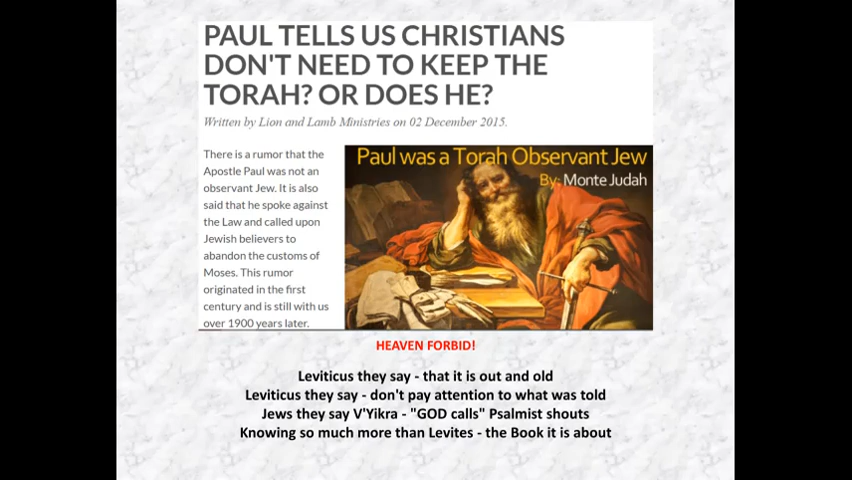 PAUL TELLS US CHRISTIANS
DON'T NEED TO KEEP THE
TORAH? OR DOES HE?
Written by Lion and Lamb Ministries on 02 December 2015.
There is a rumor that the
Apostle Paul was not an
observant Jew. It is also
said that he spoke against
the Law and called upon
Jewish believers to
abandon the customs of
Moses. This rumor
originated in the first
century and is still with us
over 1900 years later.
Paul was a Torah Observant Jew
By: Monte Judah
HEAVEN FORBID!
Leviticus they say - that it is out and old
Leviticus they say - don't pay attention to what was told
Jews they say V'Yikra - "GOD calls" Psalmist shouts
Knowing so much more than Levites - the Book it is about